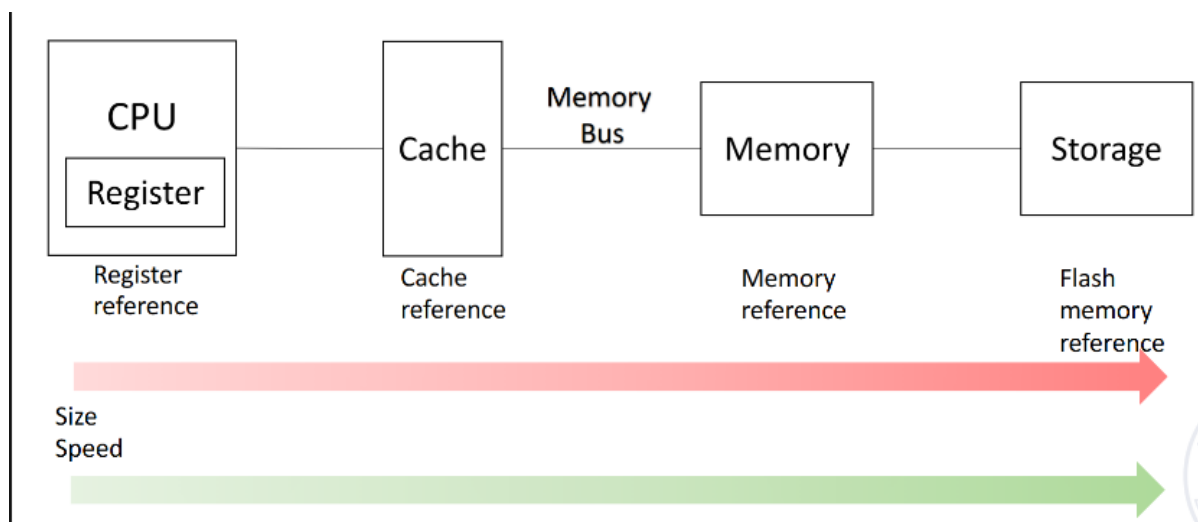 CPU
Register
Cache
Memory
Bus
Memory
Storage
Register
reference
Cache
reference
Memory
reference
Flash
memory
reference
Size
Speed